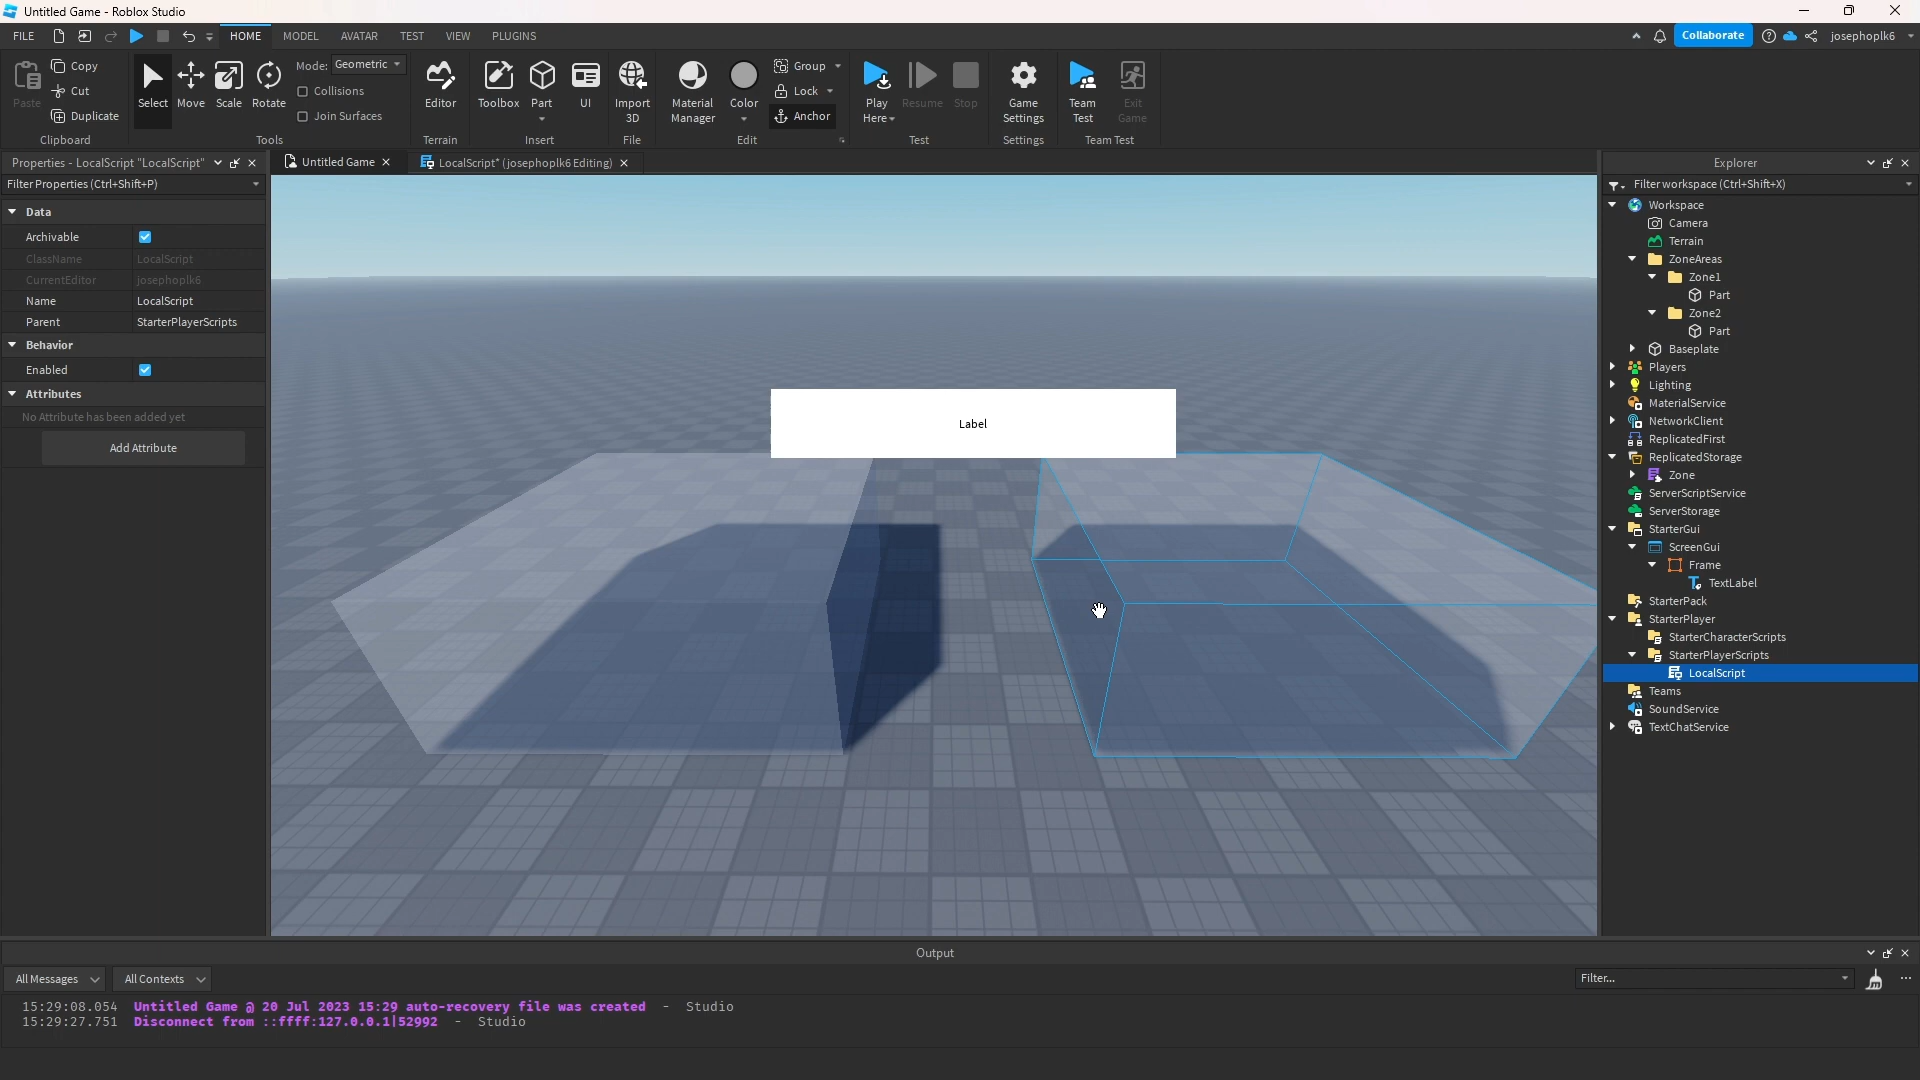 Untitled Game - Roblox Studio
FILE
HOME
MODEL
AVATAR
TEST
VIEW
PLUGINS
Collaborate
josephoplk6
Paste
Copy
Cut
Duplicate
Clipboard
Select
Move
Scale
Rotate
Mode: Geometric
Collisions
Join Surfaces
Tools
Editor
Terrain
Toolbox
Part
UI
Insert
Import
3D
File
Material
Manager
Color
Group
Lock
Anchor
Edit
Play
Here
Resume
Stop
Test
Game
Settings
Settings
Team
Test
Exit
Game
Team Test
Properties - LocalScript "LocalScript"
Filter Properties (Ctrl+Shift+P)
Data
Archivable
ClassName LocalScript
CurrentEditor josephoplk6
Name LocalScript
Parent StarterPlayerScripts
Behavior
Enabled
Attributes
No Attribute has been added yet
Add Attribute
Untitled Game
LocalScript* (josephoplk6 Editing)
Label
Explorer
Filter workspace (Ctrl+Shift+X)
Workspace
Camera
Terrain
ZoneAreas
Zone1
Part
Zone2
Part
Baseplate
Players
Lighting
MaterialService
NetworkClient
ReplicatedFirst
ReplicatedStorage
Zone
ServerScriptService
ServerStorage
StarterGui
ScreenGui
Frame
TextLabel
StarterPack
StarterPlayer
StarterCharacterScripts
StarterPlayerScripts
LocalScript
Teams
SoundService
TextChatService
Output
All Messages
All Contexts
Filter...
15:29:08.054 Untitled Game @ 20 Jul 2023 15:29 auto-recovery file was created - Studio
15:29:27.751 Disconnect from ::ffff:127.0.0.1|52992 - Studio